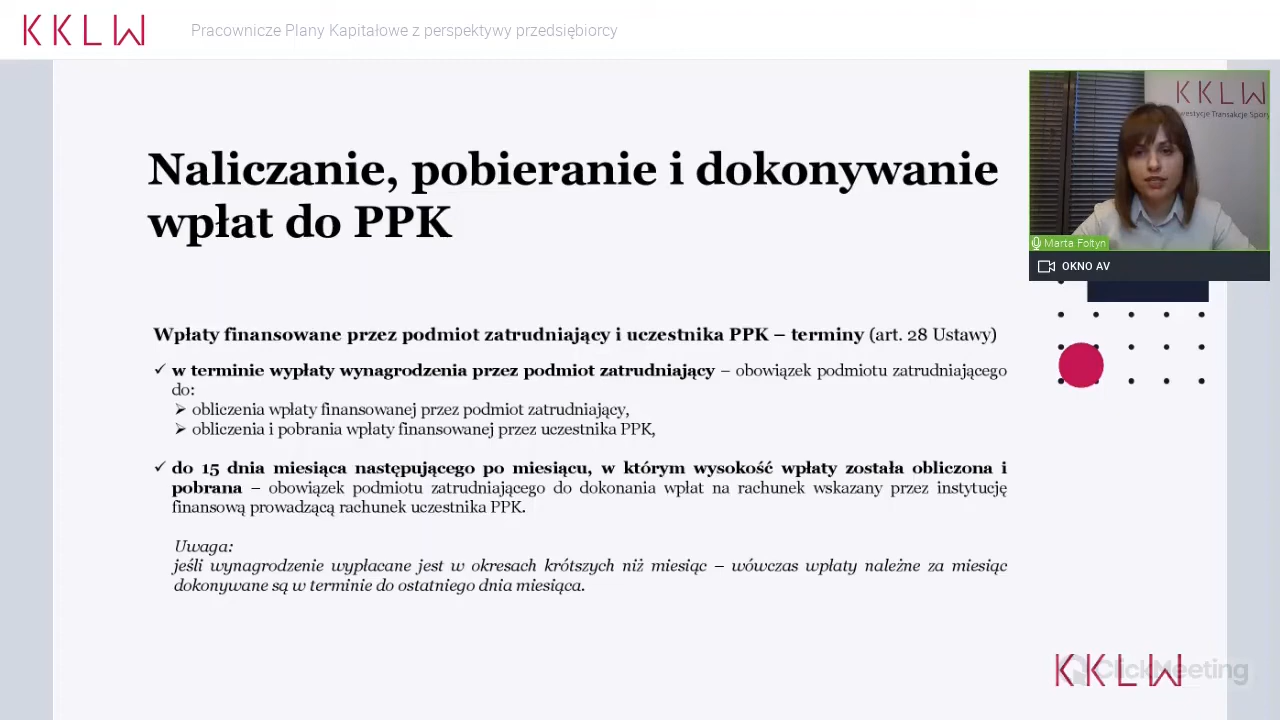 KKLW
Pracownicze Plany Kapitałowe z perspektywy przedsiębiorcy
KKLW
westycje Transakcje Spory
Marta Foltyn
OKNO AV
Naliczanie, pobieranie i dokonywanie
wpłat do PPK
Wpłaty finansowane przez podmiot zatrudniający i uczestnika PPK – terminy (art. 28 Ustawy)
✓ w terminie wypłaty wynagrodzenia przez podmiot zatrudniający – obowiązek podmiotu zatrudniającego
do:
➢ obliczenia wpłaty finansowanej przez podmiot zatrudniający,
➢ obliczenia i pobrania wpłaty finansowanej przez uczestnika PPK,
✓ do 15 dnia miesiąca następującego po miesiącu, w którym wysokość wpłaty została obliczona i
pobrana – obowiązek podmiotu zatrudniającego do dokonania wpłat na rachunek wskazany przez instytucję
finansową prowadzącą rachunek uczestnika PPK.
Uwaga:
jeśli wynagrodzenie wypłacane jest w okresach krótszych niż miesiąc – wówczas wpłaty należne za miesiąc
dokonywane są w terminie do ostatniego dnia miesiąca.
KKLW
ClickMeeting